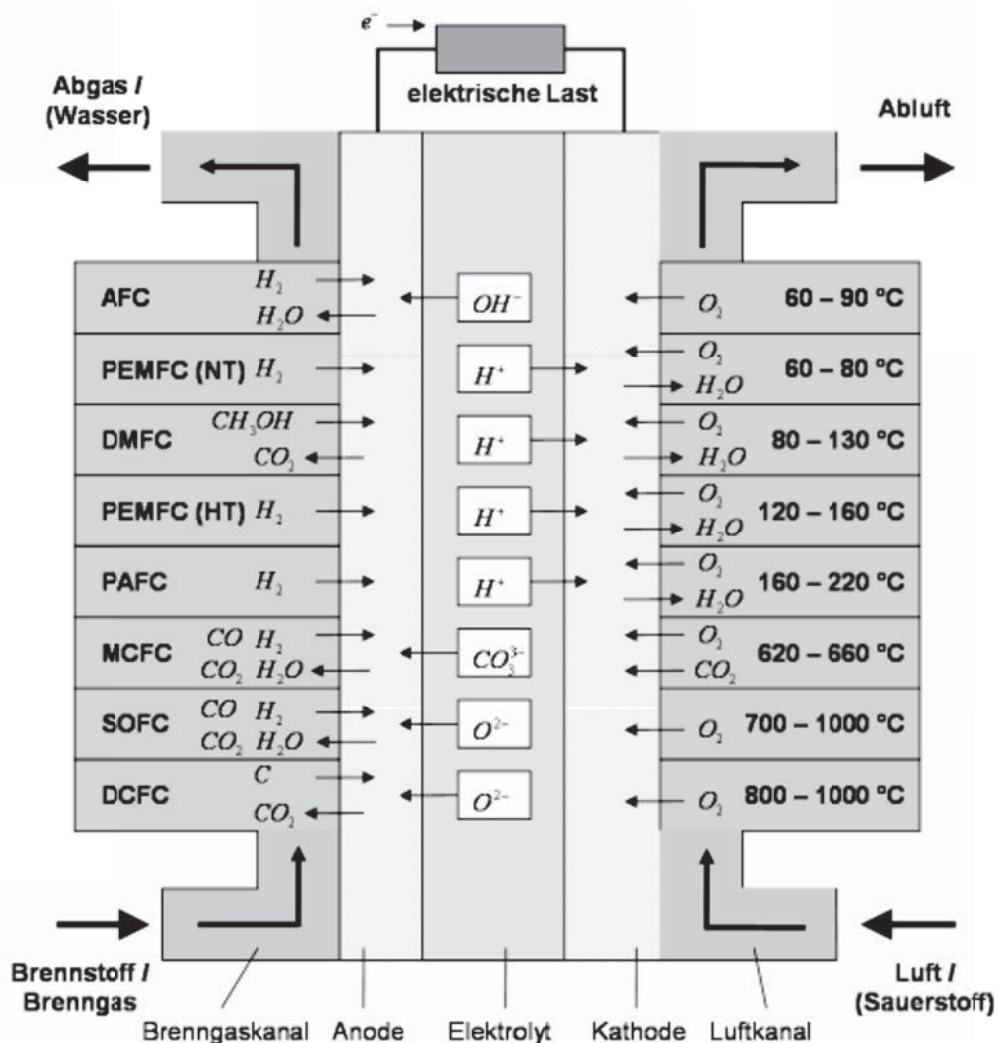 e⁻
elektrische Last
Abgas / (Wasser)
Abluft
AFC H₂ H₂O OH⁻ O₂ 60 – 90 °C
PEMFC (NT) H₂ H⁺ O₂ H₂O 60 – 80 °C
DMFC CH₃OH CO₂ H⁺ O₂ H₂O 80 – 130 °C
PEMFC (HT) H₂ H⁺ O₂ H₂O 120 – 160 °C
PAFC H₂ H⁺ O₂ H₂O 160 – 220 °C
MCFC CO H₂ CO₂ H₂O CO₃³⁻ O₂ CO₂ 620 – 660 °C
SOFC CO H₂ CO₂ H₂O O²⁻ O₂ 700 – 1000 °C
DCFC C CO₂ O²⁻ O₂ 800 – 1000 °C
Brennstoff / Brenngas
Luft / (Sauerstoff)
Brenngaskanal Anode Elektrolyt Kathode Luftkanal